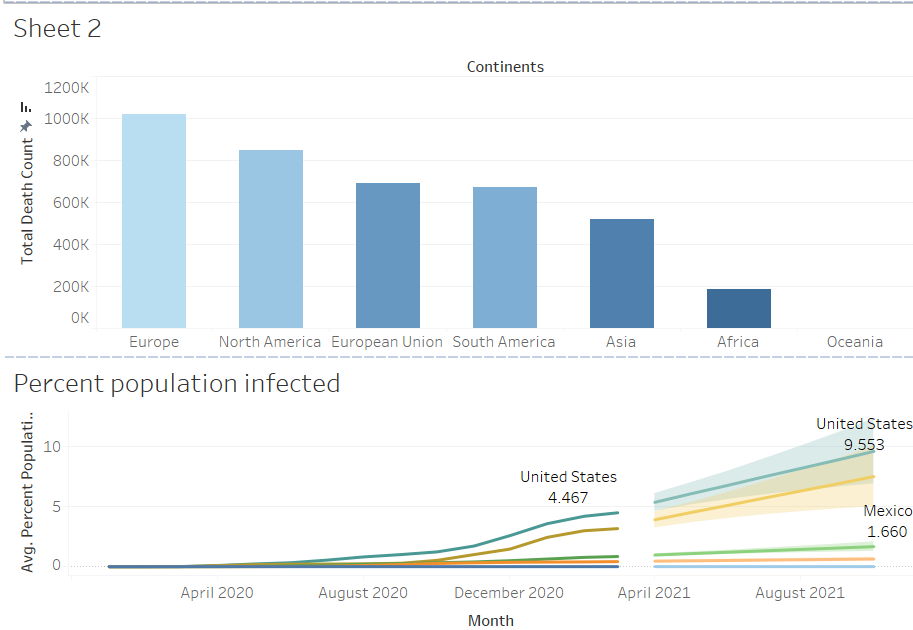 Sheet 2
Continents
Total Death Count
1200K
1000K
800K
600K
400K
200K
0K
Europe North America European Union South America Asia Africa Oceania
Percent population infected
Avg. Percent Populati..
10
5
0
United States
4.467
United States
9.553
Mexico
1.660
April 2020 August 2020 December 2020 April 2021 August 2021
Month